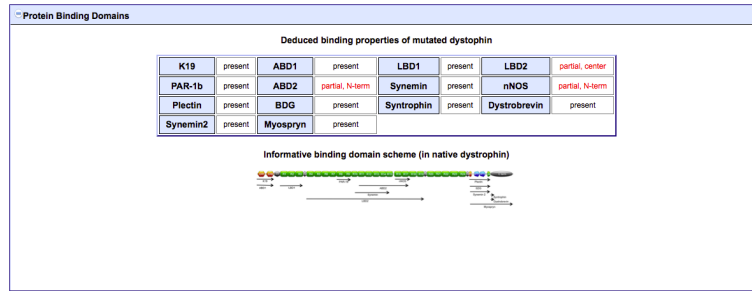 Protein Binding Domains
Deduced binding properties of mutated dystophin
K19 present ABD1 present LBD1 present LBD2 partial, center
PAR-1b present ABD2 partial, N-term Synemin present nNOS partial, N-term
Plectin present BDG present Syntrophin present Dystrobrevin present
Synemin2 present Myospryn present
Informative binding domain scheme (in native dystrophin)